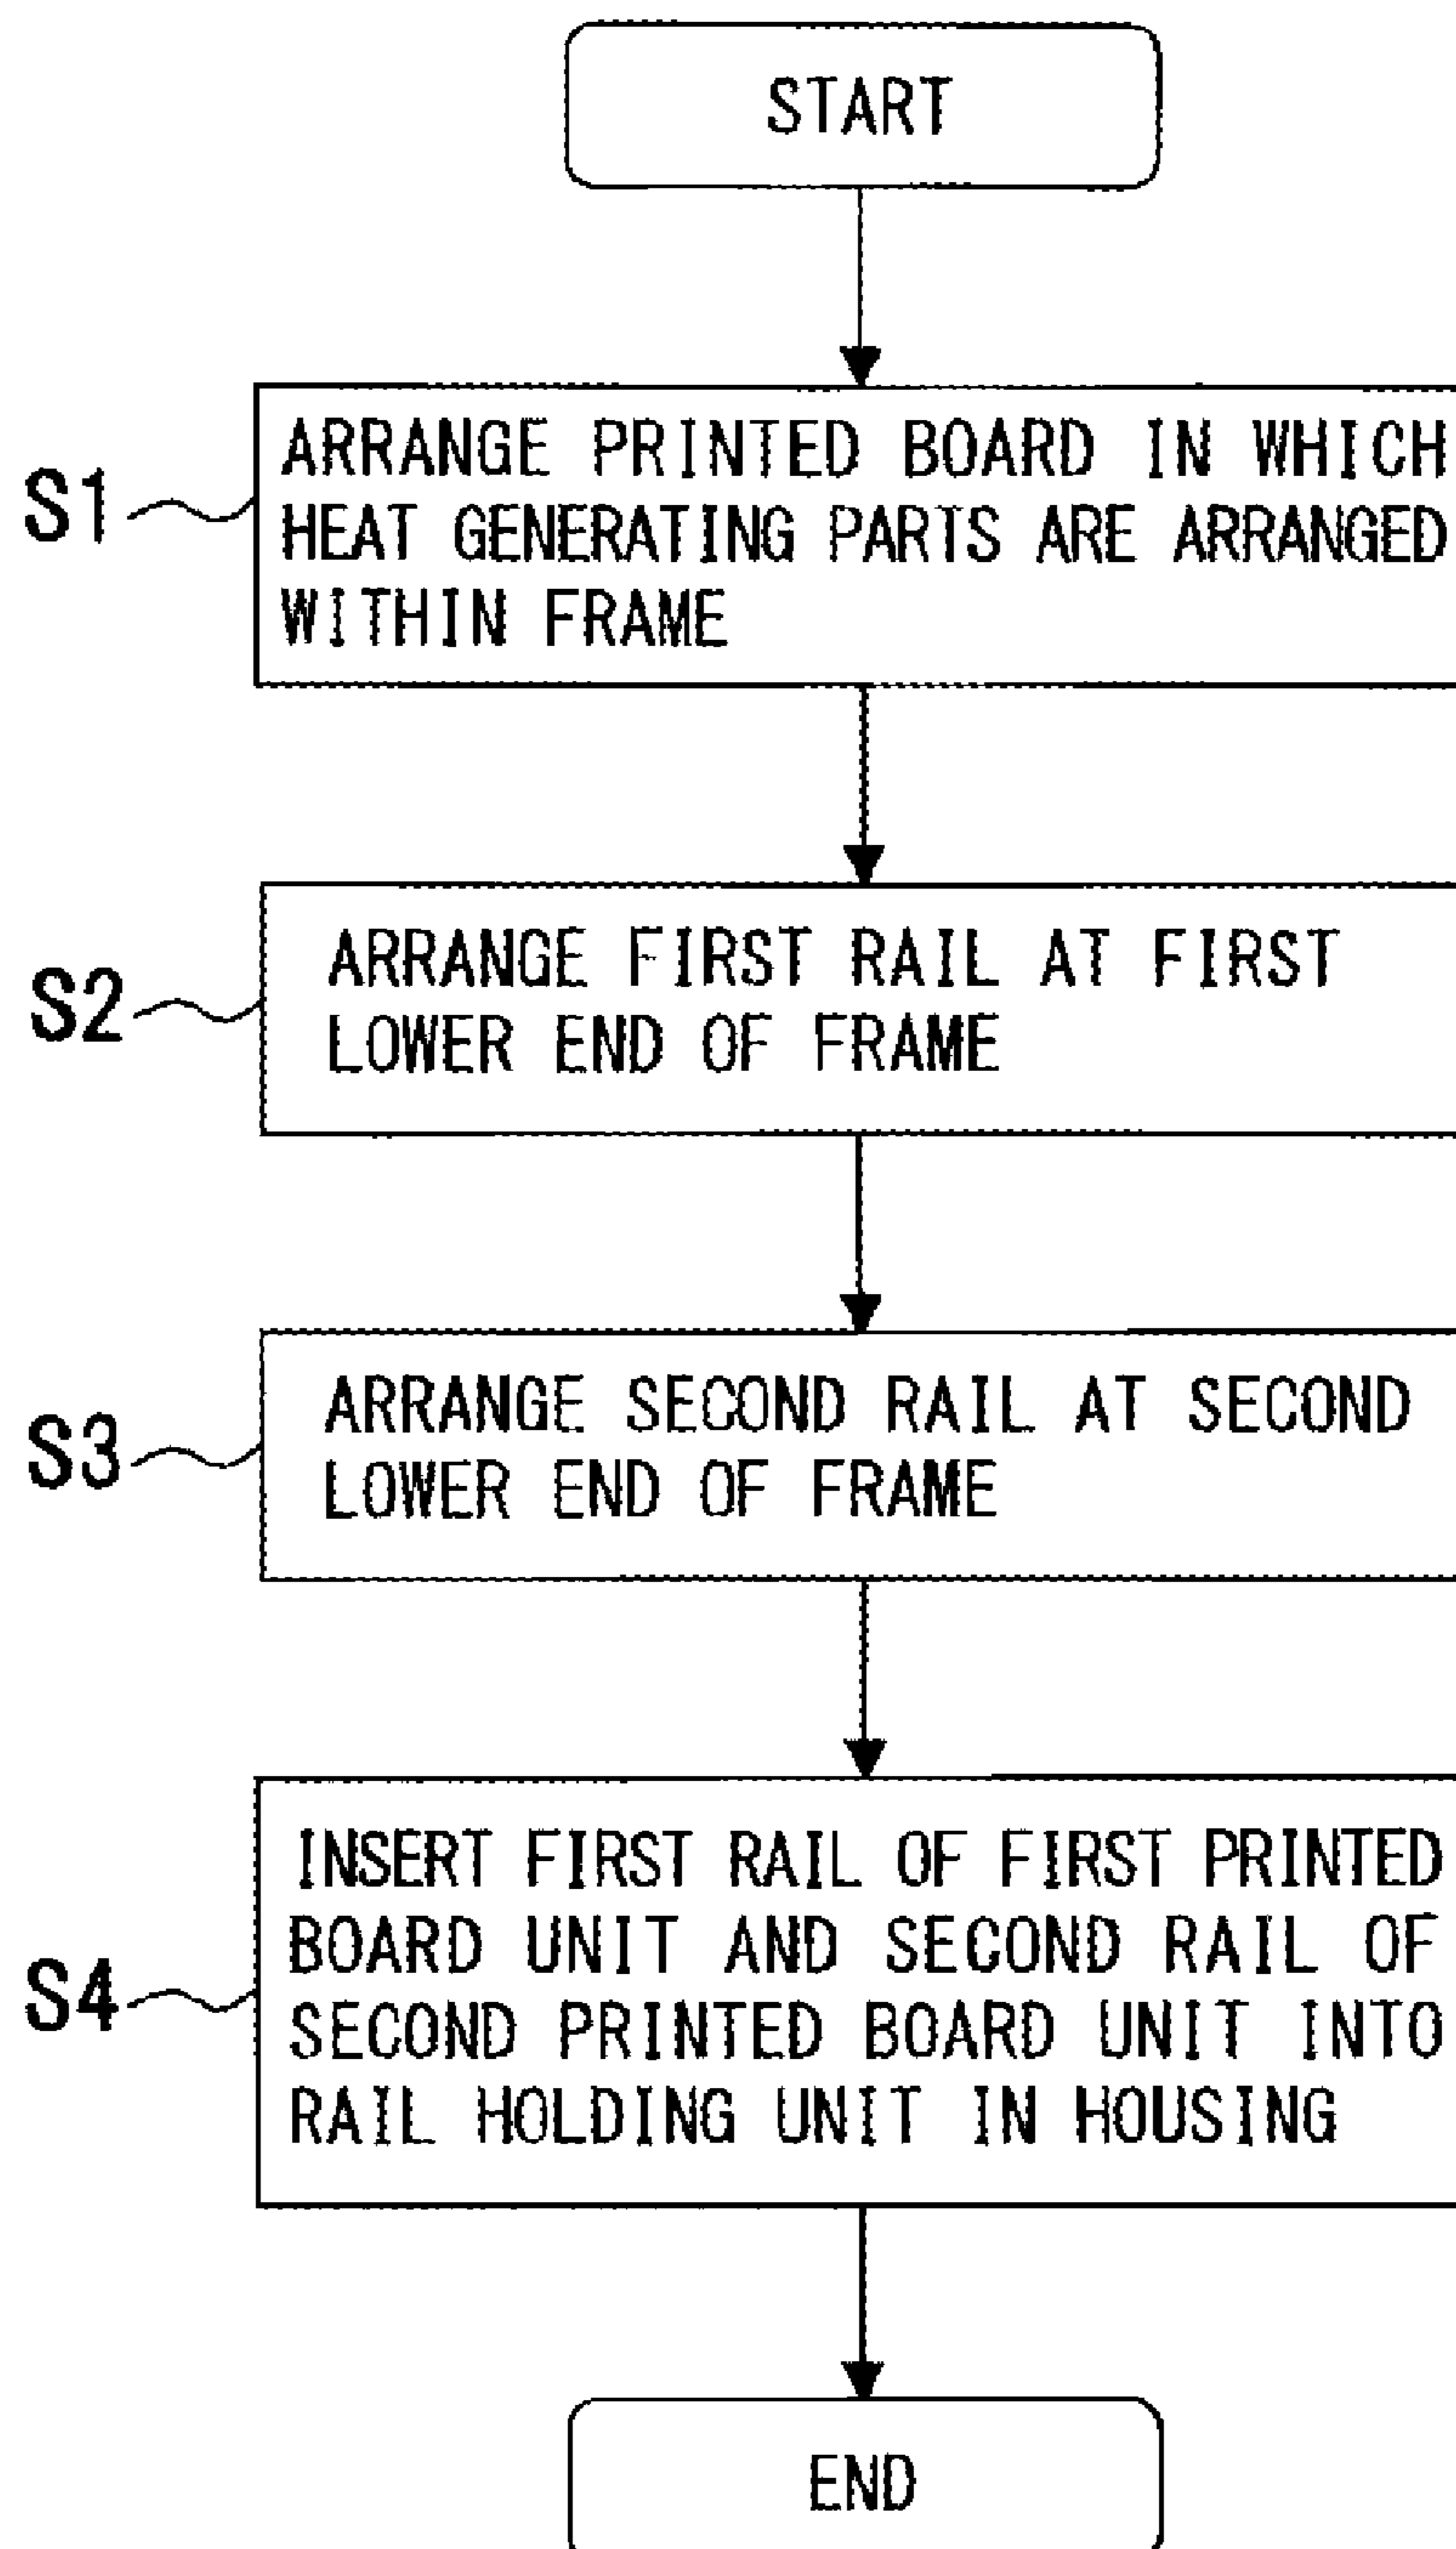 START
S1
ARRANGE PRINTED BOARD IN WHICH
HEAT GENERATING PARTS ARE ARRANGED
WITHIN FRAME
S2
ARRANGE FIRST RAIL AT FIRST
LOWER END OF FRAME
S3
ARRANGE SECOND RAIL AT SECOND
LOWER END OF FRAME
S4
INSERT FIRST RAIL OF FIRST PRINTED
BOARD UNIT AND SECOND RAIL OF
SECOND PRINTED BOARD UNIT INTO
RAIL HOLDING UNIT IN HOUSING
END